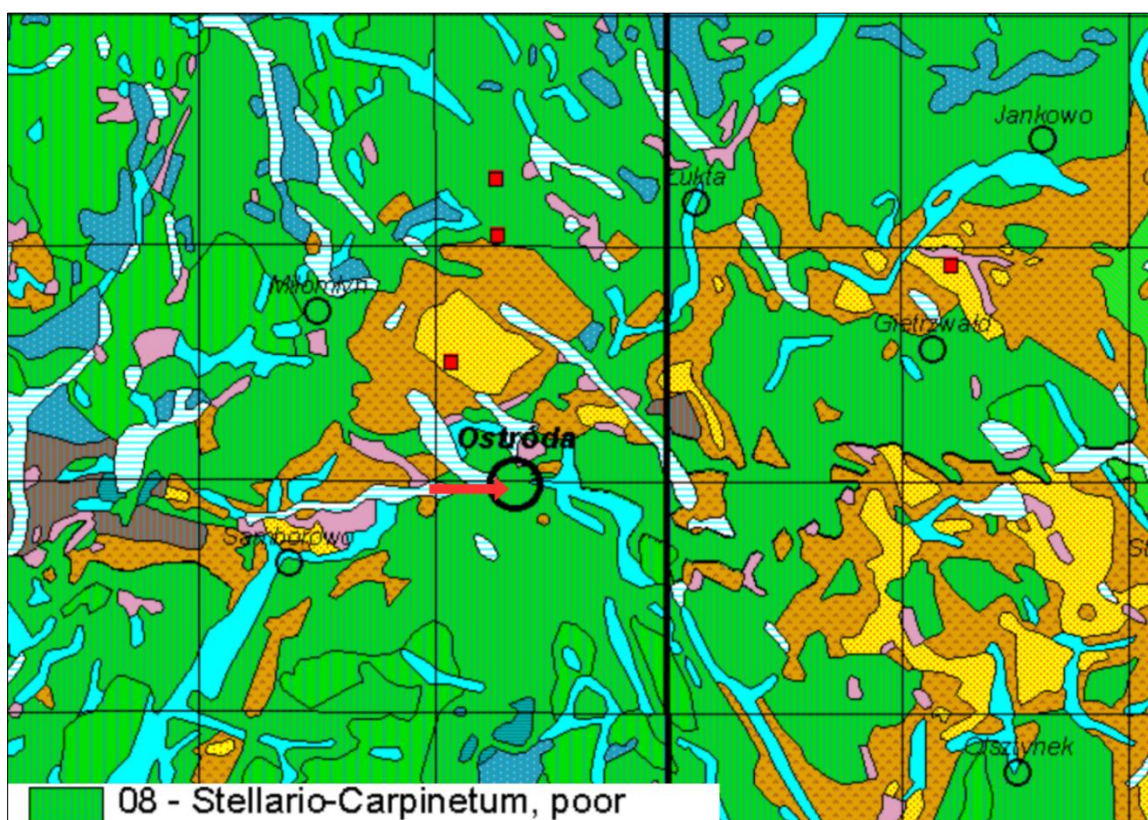 Jankowo
Łukta
Miłomłyn
Gietrzwałd
Ostróda
Samborowo
Olsztynek
08 - Stellario-Carpinetum, poor